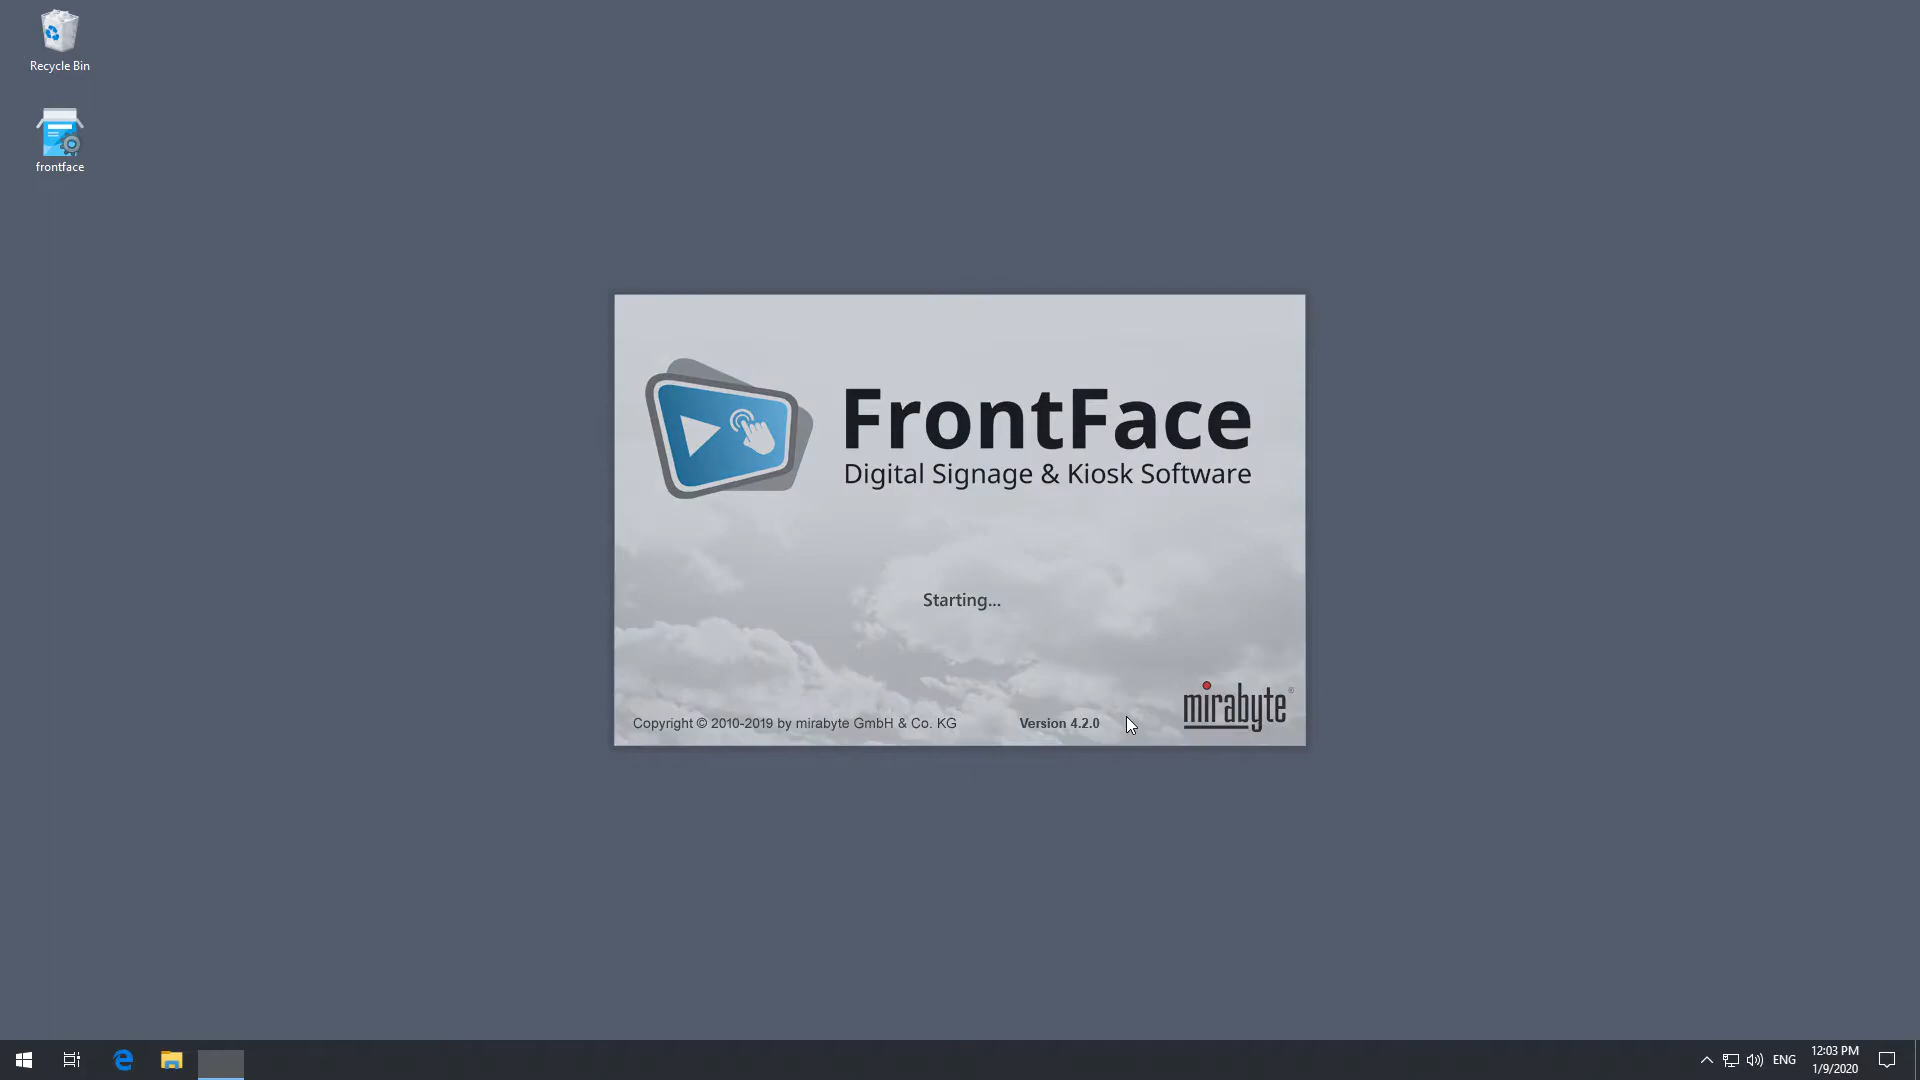 Recycle Bin
frontface
FrontFace
Digital Signage & Kiosk Software
Starting...
Copyright © 2010-2019 by mirabyte GmbH & Co. KG
Version 4.2.0
mirabyte®
ENG
12:03 PM
1/9/2020